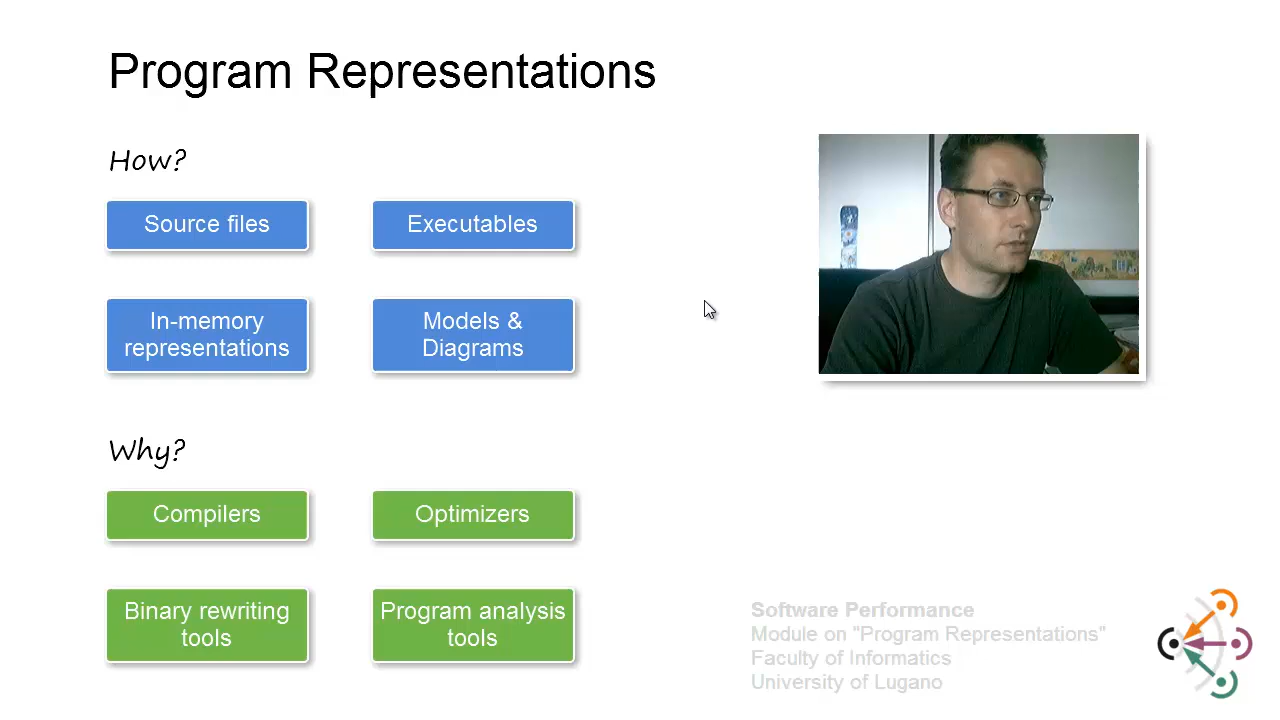 Program Representations
How?
Source files
Executables
In-memory
representations
Models &
Diagrams
Why?
Compilers
Optimizers
Binary rewriting
tools
Program analysis
tools
Software Performance
Module on "Program Representations"
Faculty of Informatics
University of Lugano